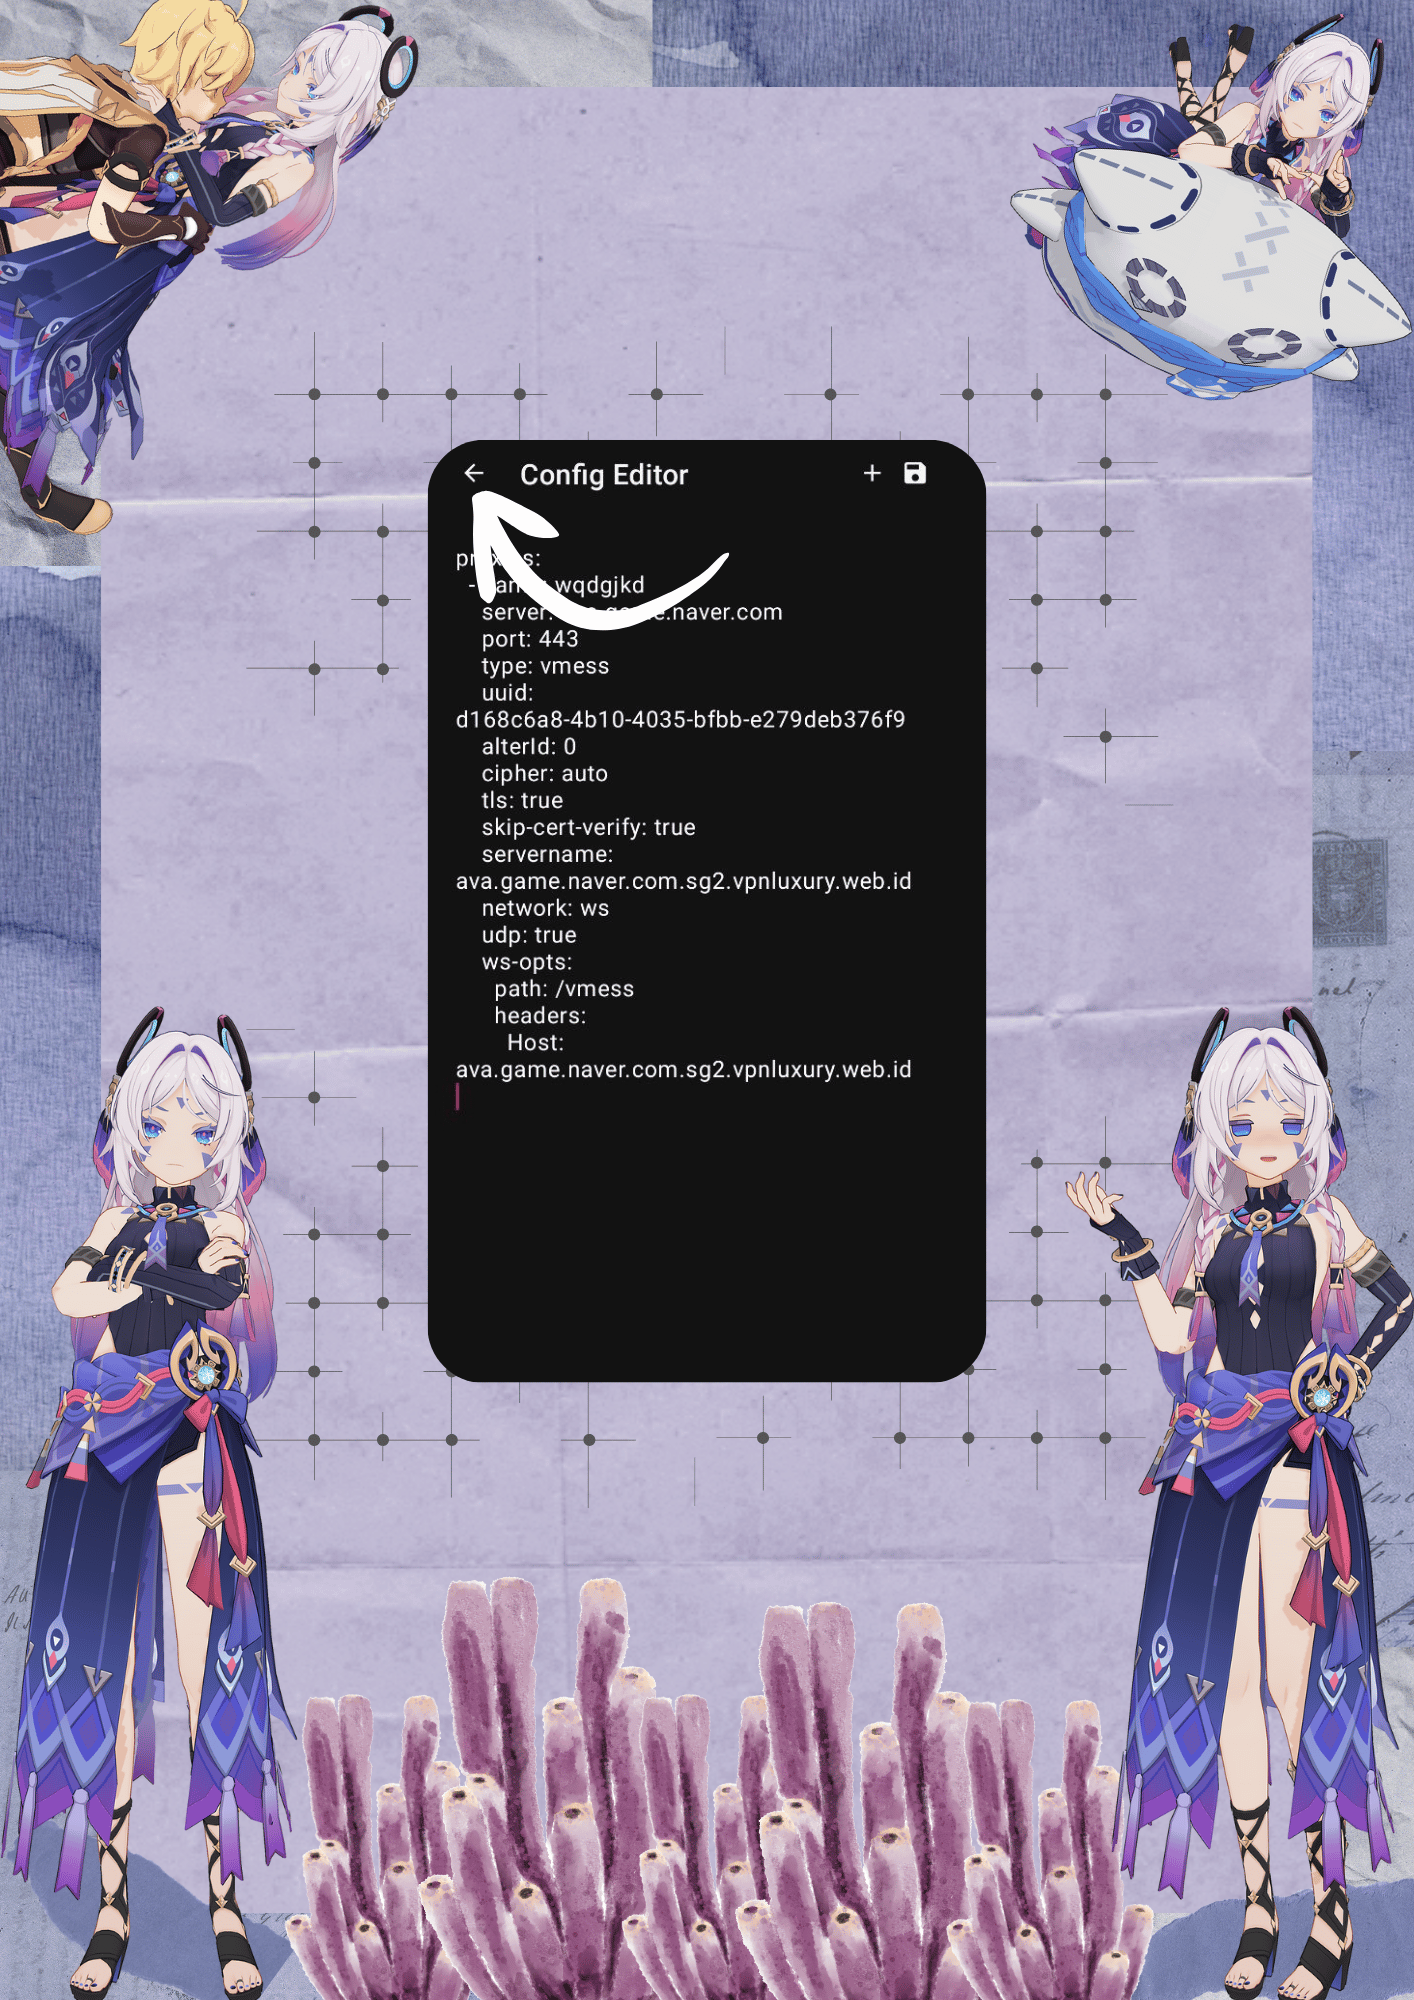 Config Editor
wqdgjkd
server: .naver.com
port: 443
type: vmess
uuid:
d168c6a8-4b10-4035-bfbb-e279deb376f9
alterId: 0
cipher: auto
tls: true
skip-cert-verify: true
servername:
ava.game.naver.com.sg2.vpnluxury.web.id
network: ws
udp: true
ws-opts:
path: /vmess
headers:
Host:
ava.game.naver.com.sg2.vpnluxury.web.id